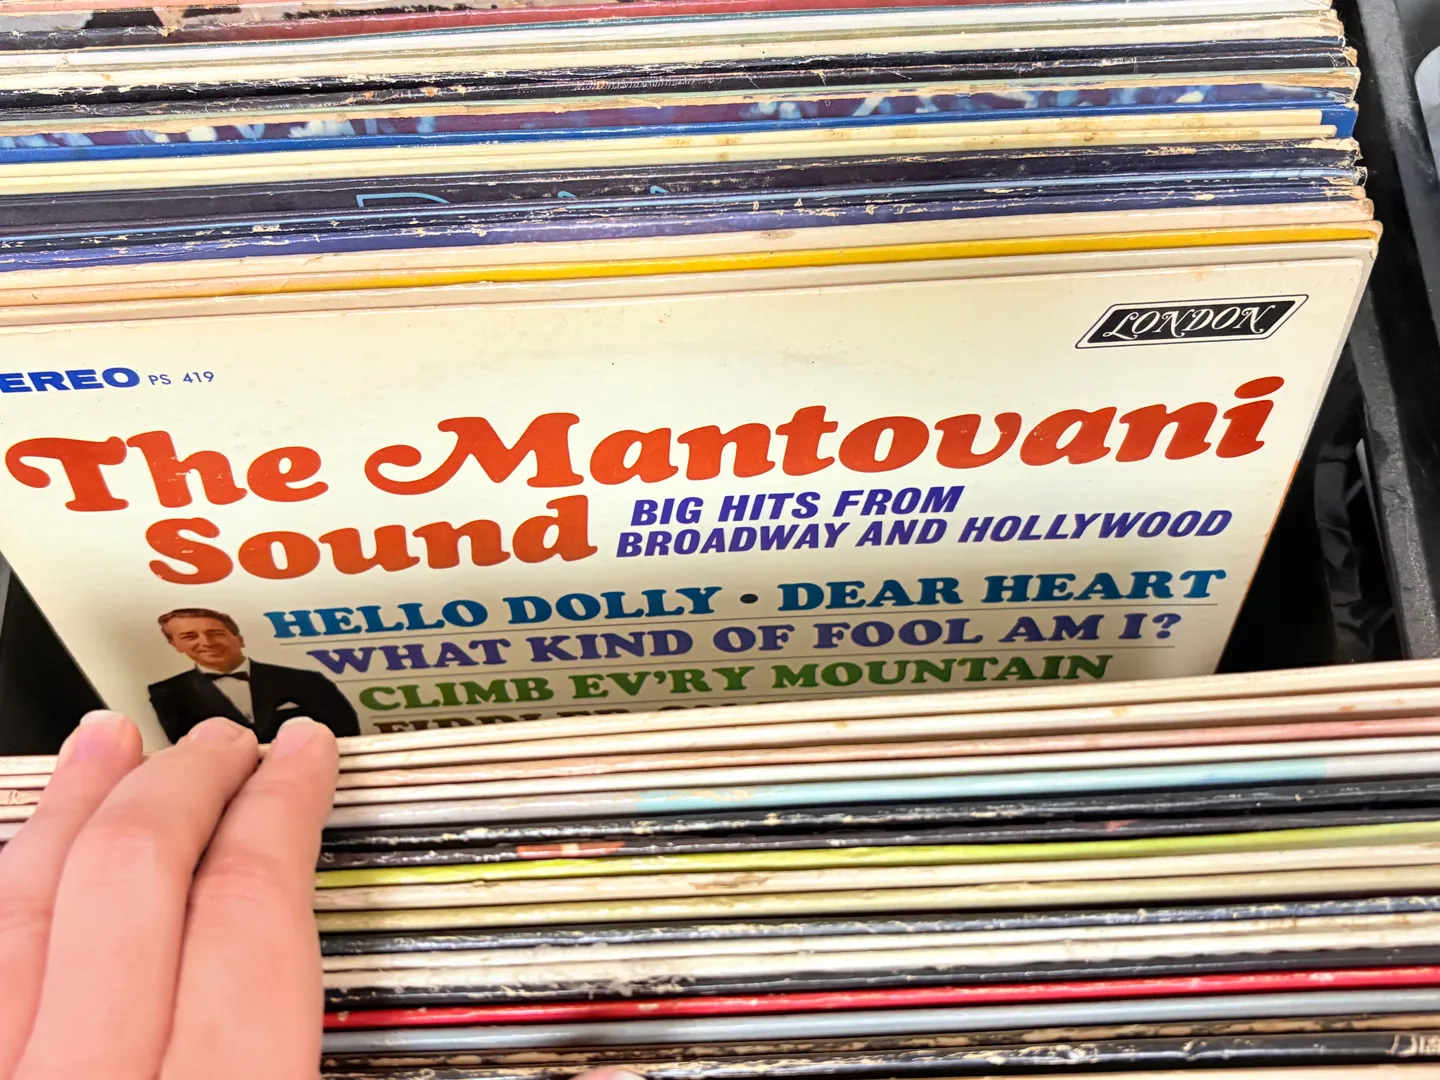 LONDON
EREO PS 419
The Mantovani
Sound
BIG HITS FROM
BROADWAY AND HOLLYWOOD
HELLO DOLLY • DEAR HEART
WHAT KIND OF FOOL AM I?
CLIMB EV'RY MOUNTAIN